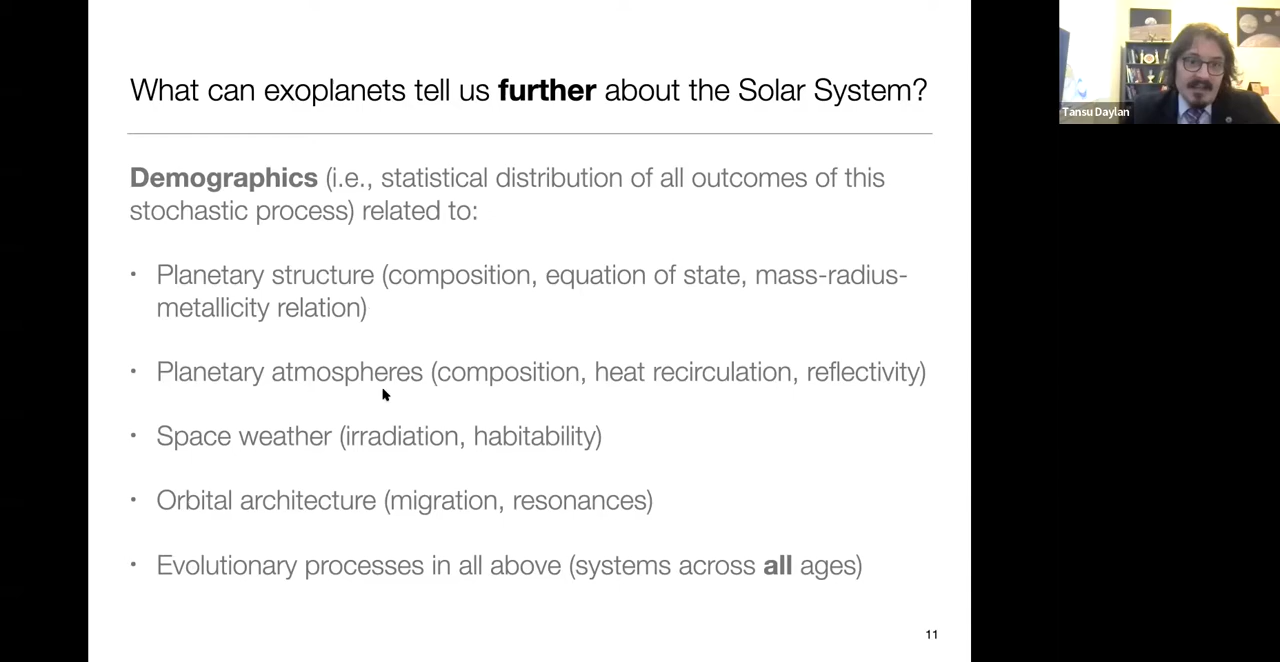 What can exoplanets tell us further about the Solar System?
Tansu Daylan
Demographics (i.e., statistical distribution of all outcomes of this
stochastic process) related to:
• Planetary structure (composition, equation of state, mass-radius-
metallicity relation)
• Planetary atmospheres (composition, heat recirculation, reflectivity)
• Space weather (irradiation, habitability)
• Orbital architecture (migration, resonances)
• Evolutionary processes in all above (systems across all ages)
11